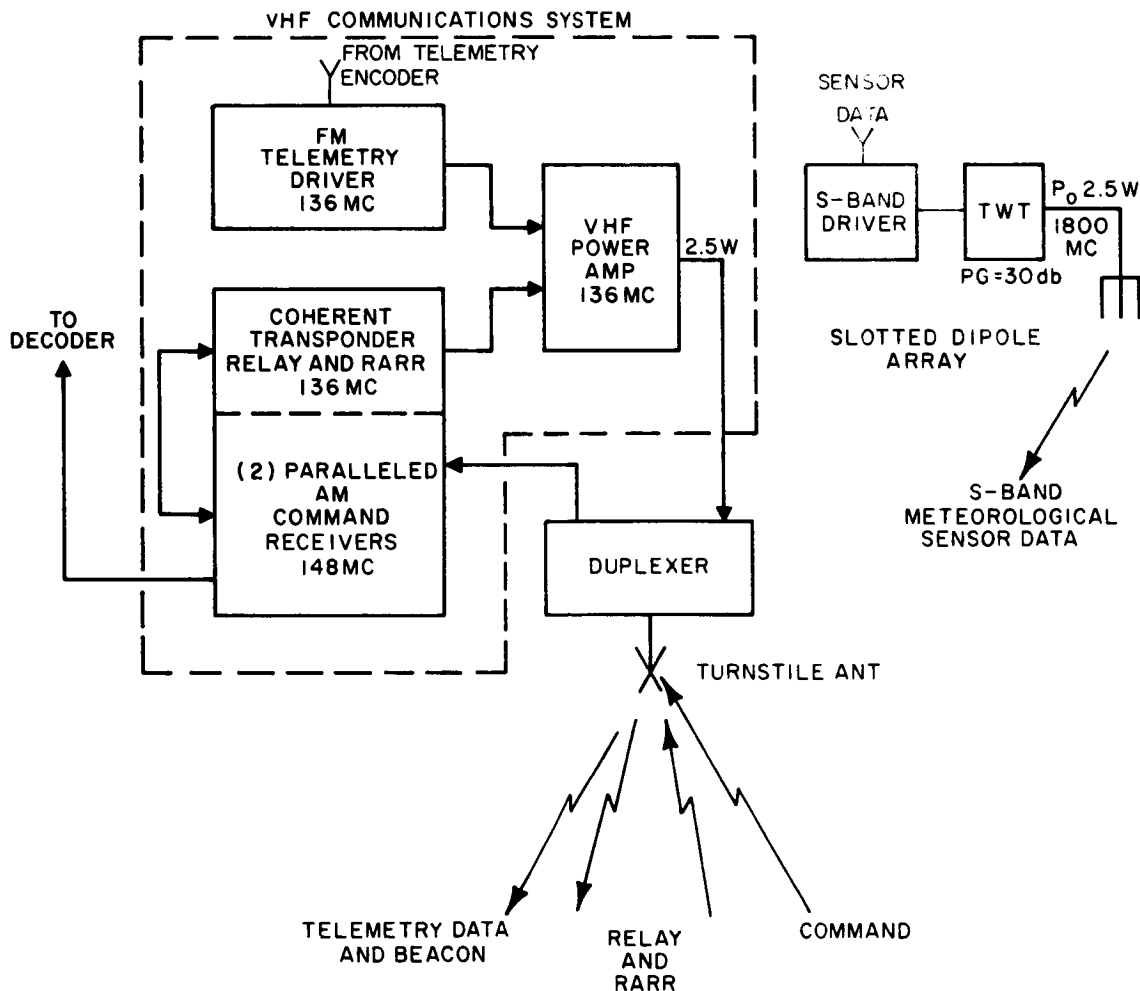 VHF COMMUNICATIONS SYSTEM
FROM TELEMETRY
ENCODER
FM
TELEMETRY
DRIVER
136 MC
VHF
POWER
AMP
136 MC
2.5W
COHERENT
TRANSPONDER
RELAY AND RARR
136 MC
(2) PARALLELED
AM
COMMAND
RECEIVERS
148 MC
TO
DECODER
DUPLEXER
TURNSTILE ANT
TELEMETRY DATA
AND BEACON
RELAY
AND
RARR
COMMAND
SENSOR
DATA
S-BAND
DRIVER
TWT
PG=30db
Po 2.5W
1800
MC
SLOTTED DIPOLE
ARRAY
S-BAND
METEOROLOGICAL
SENSOR DATA